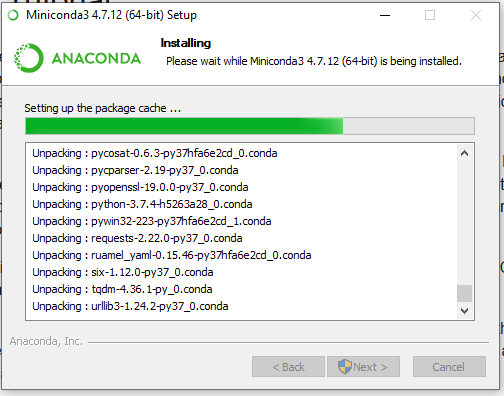 Miniconda3 4.7.12 (64-bit) Setup
ANACONDA
Installing
Please wait while Miniconda3 4.7.12 (64-bit) is being installed.
Setting up the package cache ...
Unpacking : pycosat-0.6.3-py37hfa6e2cd_0.conda
Unpacking : pycparser-2.19-py37_0.conda
Unpacking : pyopenssl-19.0.0-py37_0.conda
Unpacking : python-3.7.4-h5263a28_0.conda
Unpacking : pywin32-223-py37hfa6e2cd_1.conda
Unpacking : requests-2.22.0-py37_0.conda
Unpacking : ruamel_yaml-0.15.46-py37hfa6e2cd_0.conda
Unpacking : six-1.12.0-py37_0.conda
Unpacking : tqdm-4.36.1-py_0.conda
Unpacking : urllib3-1.24.2-py37_0.conda
Anaconda, Inc.
< Back
Next >
Cancel